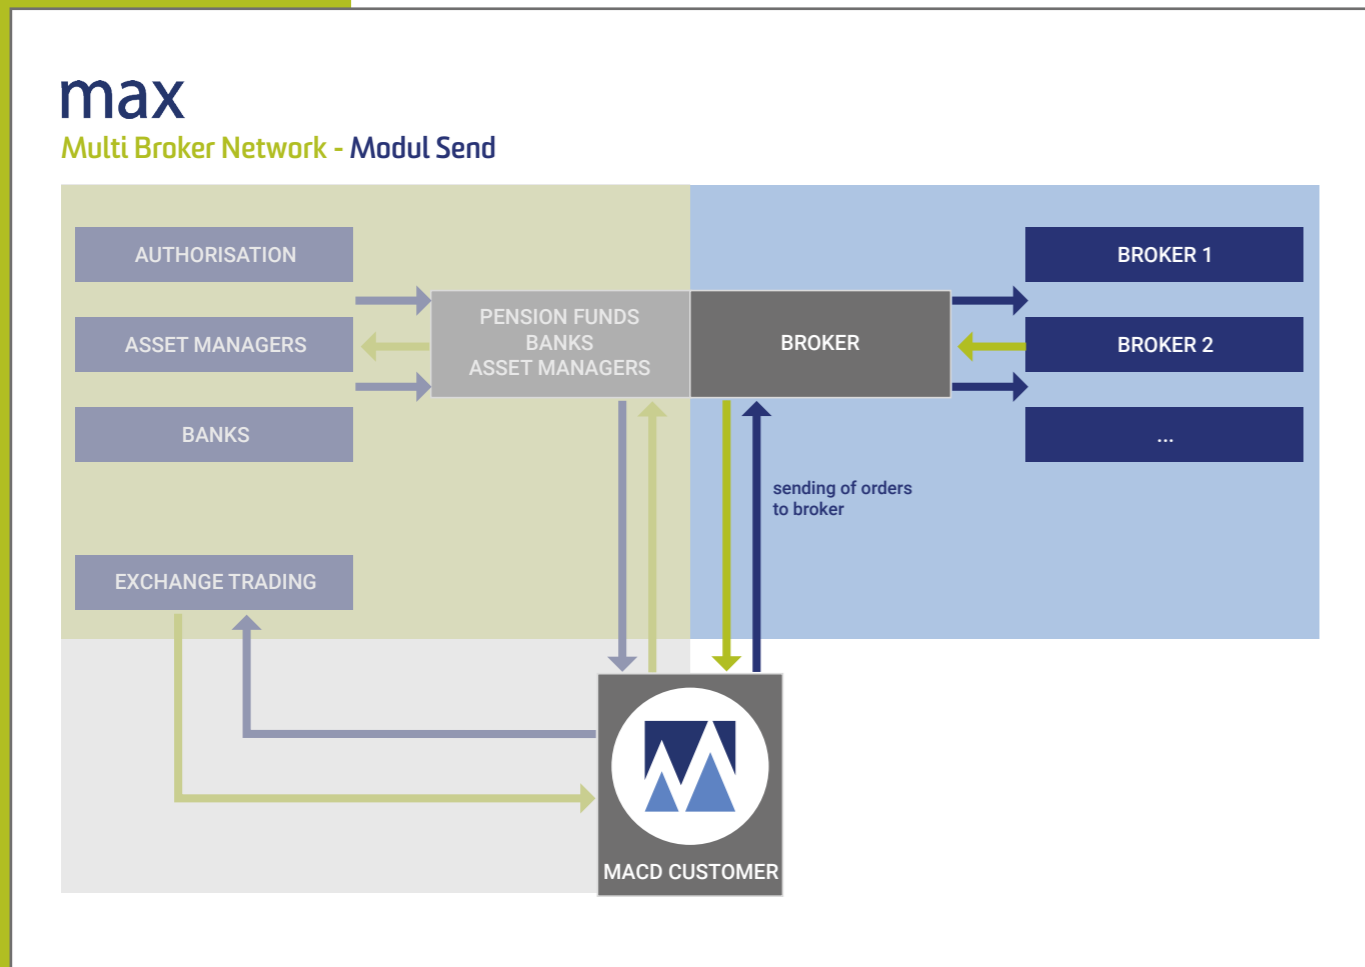 max
Multi Broker Network - Modul Send
AUTHORISATION
ASSET MANAGERS
BANKS
EXCHANGE TRADING
PENSION FUNDS
BANKS
ASSET MANAGERS
BROKER
BROKER 1
BROKER 2
...
sending of orders
to broker
MACD CUSTOMER